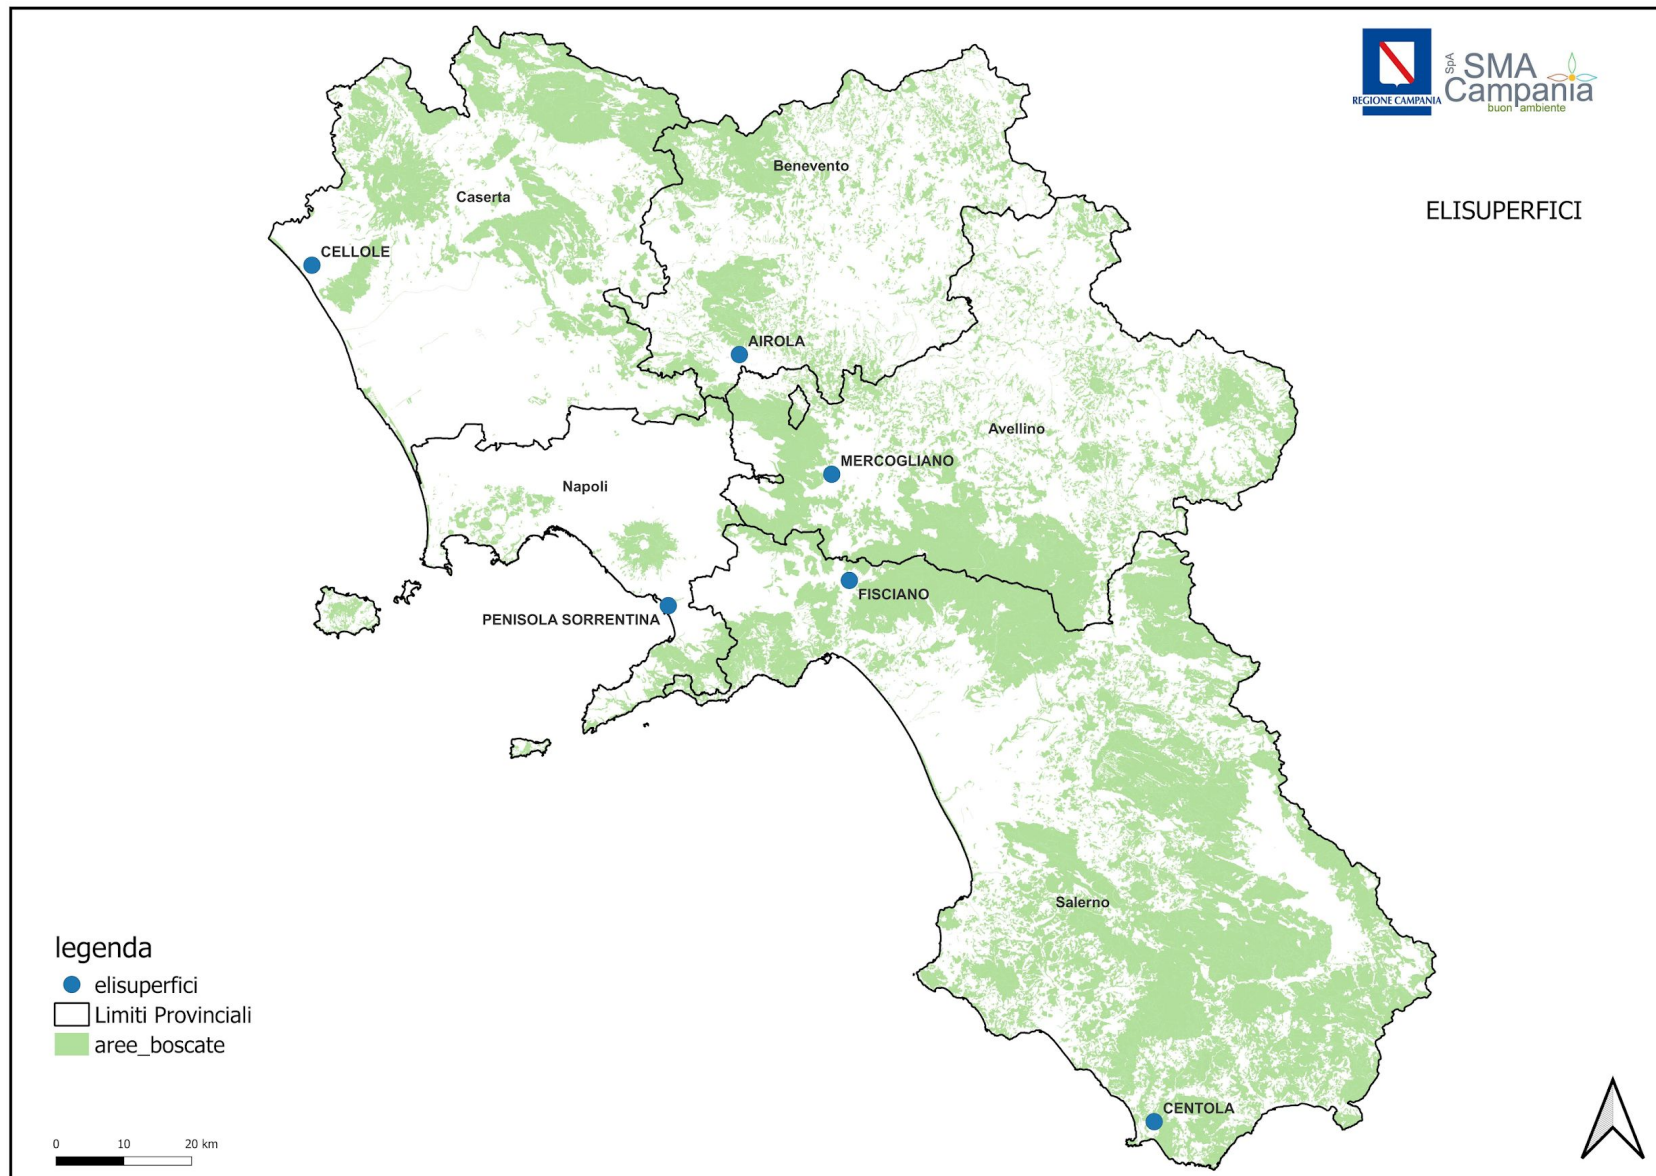 REGIONE CAMPANIA
SpA
SMA
Campania
buon ambiente
ELISUPERFICI
Benevento
Caserta
CELLOLE
AIROLA
Avellino
MERCOGLIANO
Napoli
FISCIANO
PENISOLA SORRENTINA
Salerno
CENTOLA
legenda
elisuperfici
Limiti Provinciali
aree_boscate
0 10 20 km